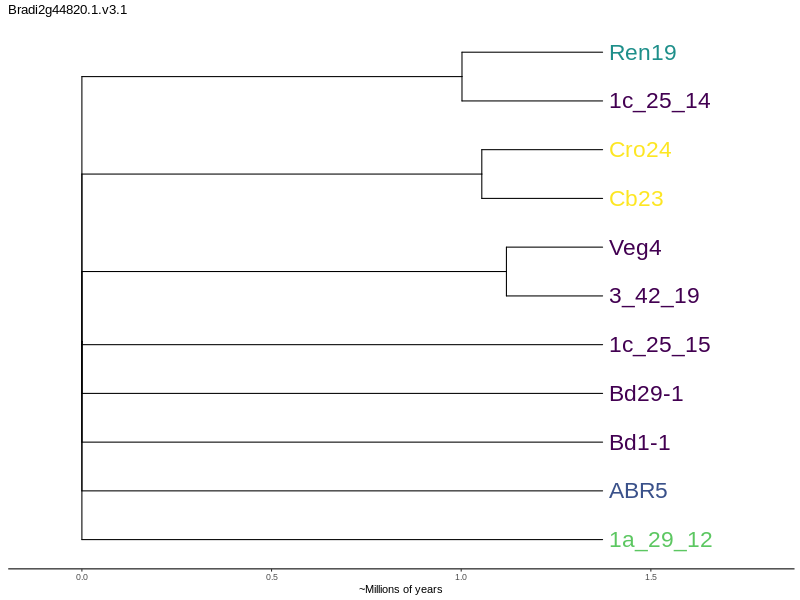 Bradi2g44820.1.v3.1
Ren19
1c_25_14
Cro24
Cb23
Veg4
3_42_19
1c_25_15
Bd29-1
Bd1-1
ABR5
1a_29_12
0.0 0.5 1.0 1.5
~Millions of years